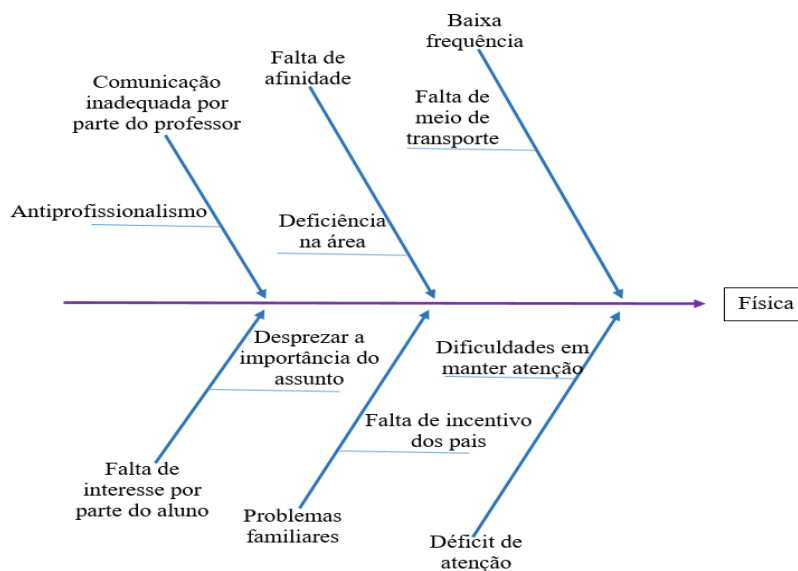 Baixa
frequência
Falta de
afinidade
Comunicação
inadequada por
parte do professor
Falta de
meio de
transporte
Antiprofissionalismo
Deficiência
na área
Física
Desprezar a
importância do
assunto
Dificuldades em
manter atenção
Falta de incentivo
dos pais
Falta de
interesse por
parte do aluno
Problemas
familiares
Déficit de
atenção